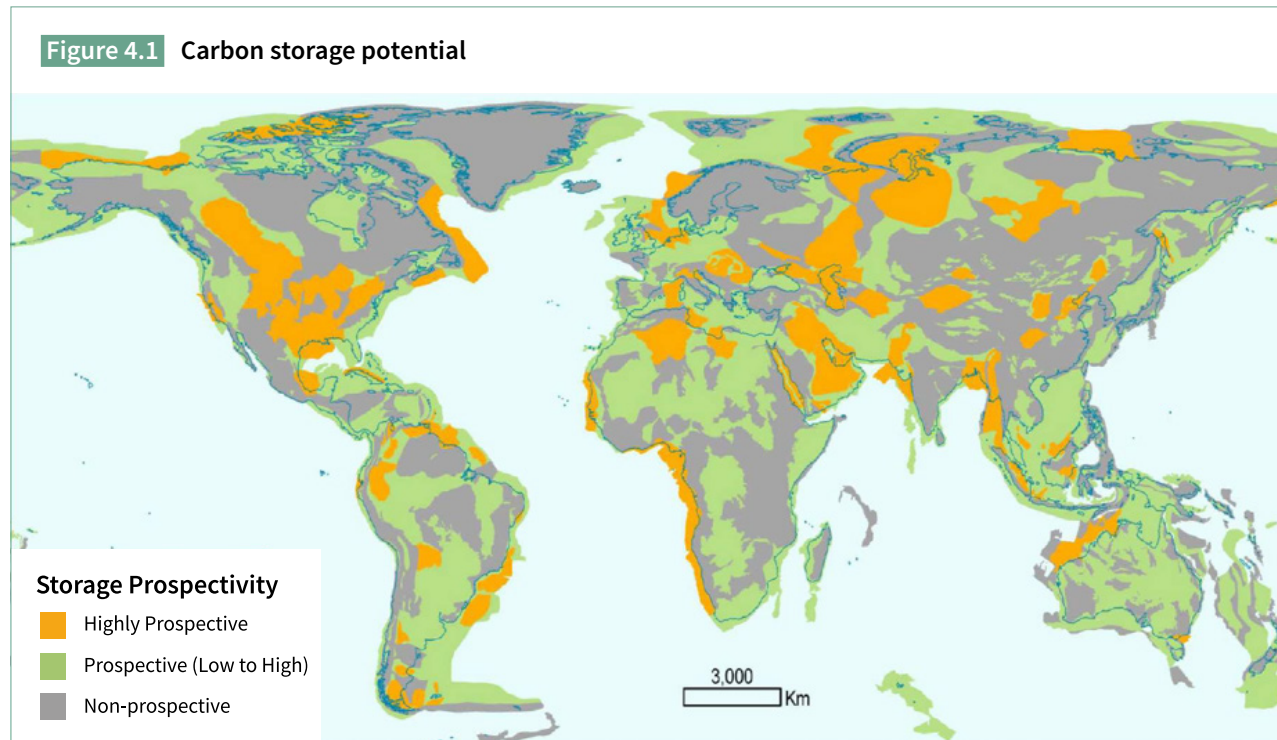 Figure 4.1 Carbon storage potential
Storage Prospectivity
Highly Prospective
Prospective (Low to High)
Non-prospective
3,000
Km